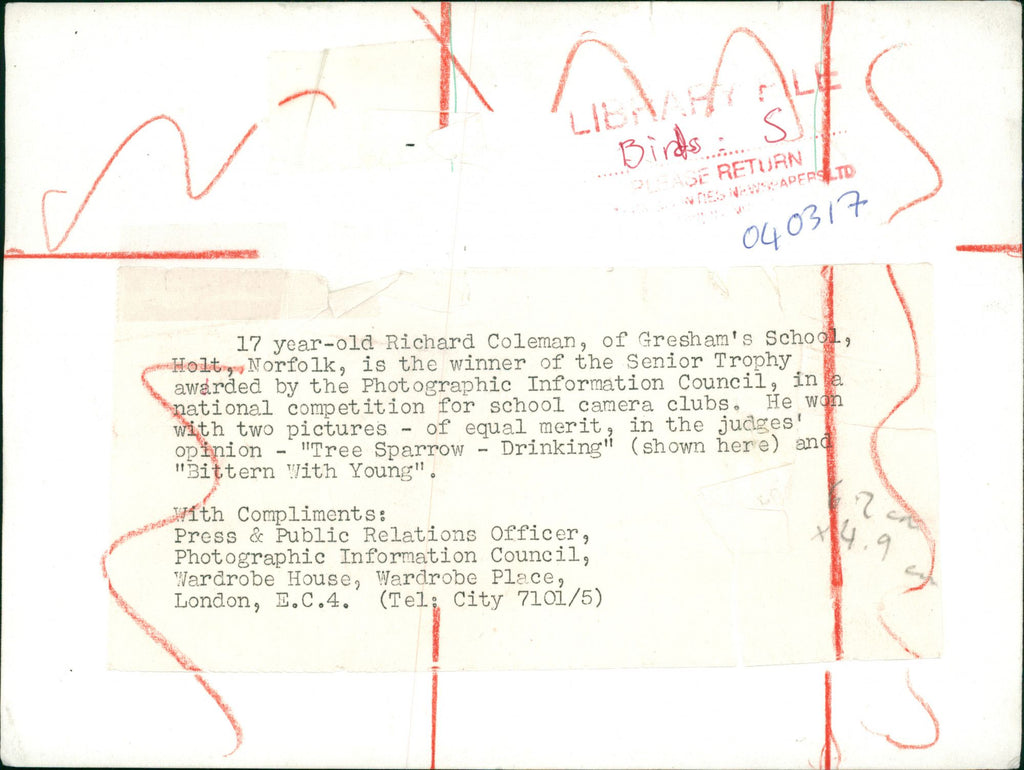 LIBRARY FILE
Birds: S
PLEASE RETURN
NEWSPAPERS LTD
040317
17 year-old Richard Coleman, of Gresham's School,
Holt, Norfolk, is the winner of the Senior Trophy
awarded by the Photographic Information Council, in a
national competition for school camera clubs. He won
with two pictures - of equal merit, in the judges'
opinion - "Tree Sparrow - Drinking" (shown here) and
"Bittern With Young".
With Compliments:
Press & Public Relations Officer,
Photographic Information Council,
Wardrobe House, Wardrobe Place,
London, E.C.4. (Tel: City 7101/5)
x 4.9